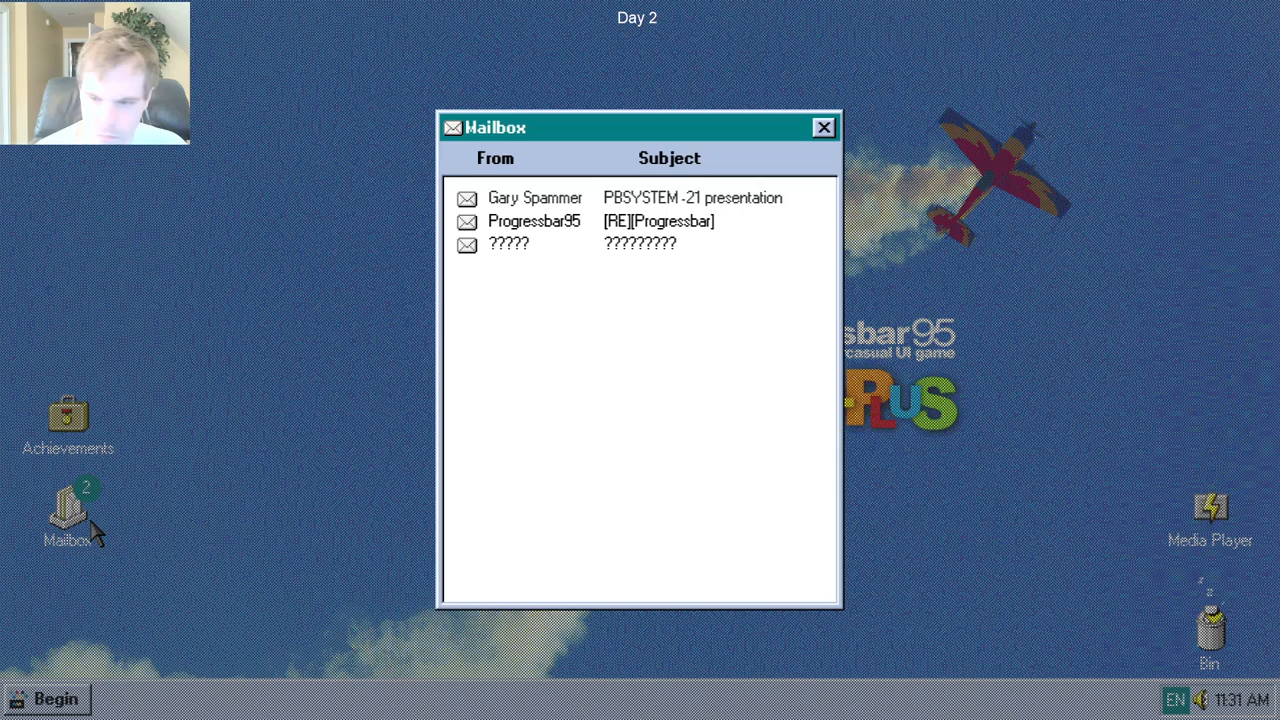 Day 2
Mailbox
From Subject
Gary Spammer PBSYSTEM -21 presentation
Progressbar95 [RE][Progressbar]
????? ?????????
sbar95
rcasual UI game
PLUS
Achievements
2
Mailbox
Media Player
z
z
Bin
Begin
EN 11:31 AM